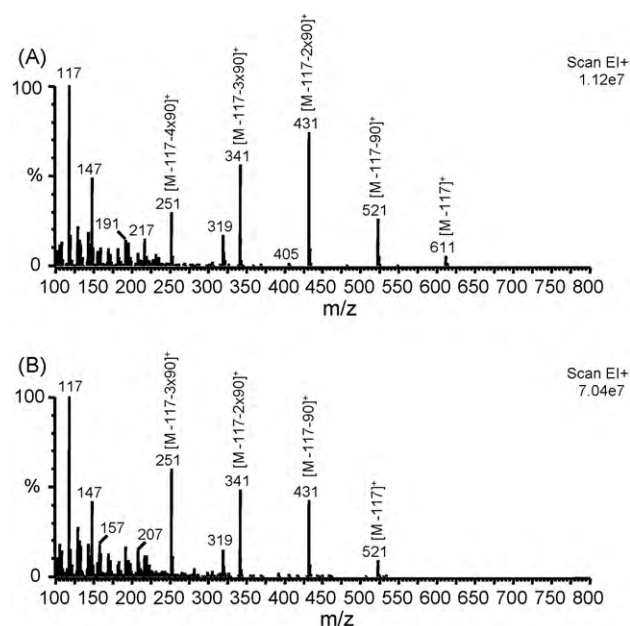 (A)
Scan EI+
1.12e7
100
%
0
117
147
191
217
251
[M -117-4x90]⁺
319
341
[M -117-3x90]⁺
405
431
[M -117-2x90]⁺
521
[M -117-90]⁺
611
[M -117]⁺
100 150 200 250 300 350 400 450 500 550 600 650 700 750 800
m/z
(B)
Scan EI+
7.04e7
100
%
0
117
147
157
207
251
[M -117-3x90]⁺
319
341
[M -117-2x90]⁺
431
[M -117-90]⁺
521
[M -117]⁺
100 150 200 250 300 350 400 450 500 550 600 650 700 750 800
m/z